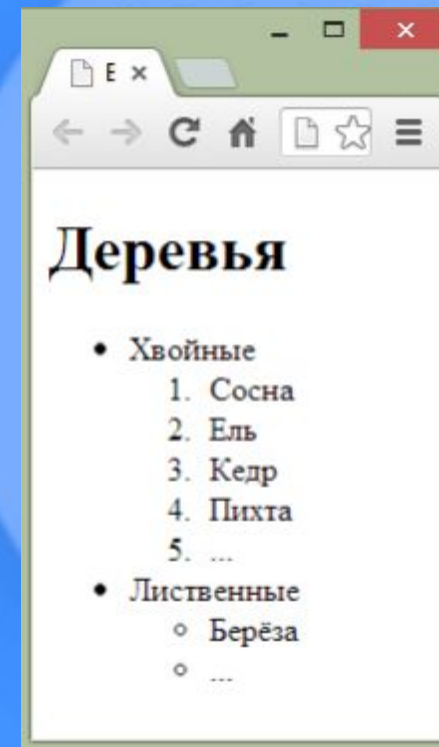 E
Деревья
• Хвойные
1. Сосна
2. Ель
3. Кедр
4. Пихта
5. ...
• Лиственные
○ Берёза
○ ...